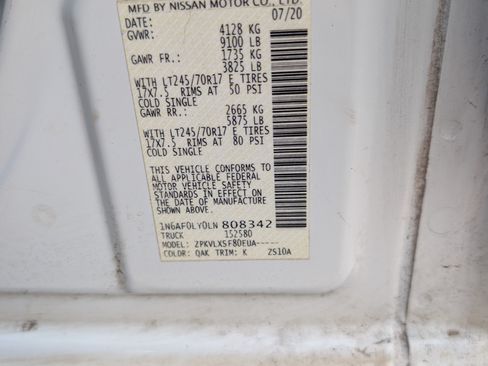 MFD BY NISSAN MOTOR CO., LTD.
DATE: 07/20
GVWR: 4128 KG
9100 LB
GAWR FR.: 1735 KG
3825 LB
WITH LT245/70R17 E TIRES
17X7.5 RIMS AT 50 PSI
COLD SINGLE
GAWR RR.: 2665 KG
5875 LB
WITH LT245/70R17 E TIRES
17X7.5 RIMS AT 80 PSI
COLD SINGLE
THIS VEHICLE CONFORMS TO
ALL APPLICABLE FEDERAL
MOTOR VEHICLE SAFETY
STANDARDS IN EFFECT ON
THE DATE OF MANUFACTURE
SHOWN ABOVE.
1N6AF0LY0LN 808342
TRUCK 152580
MODEL: ZPKVLXSF80EUA-----
COLOR: QAK TRIM: K ZS10A